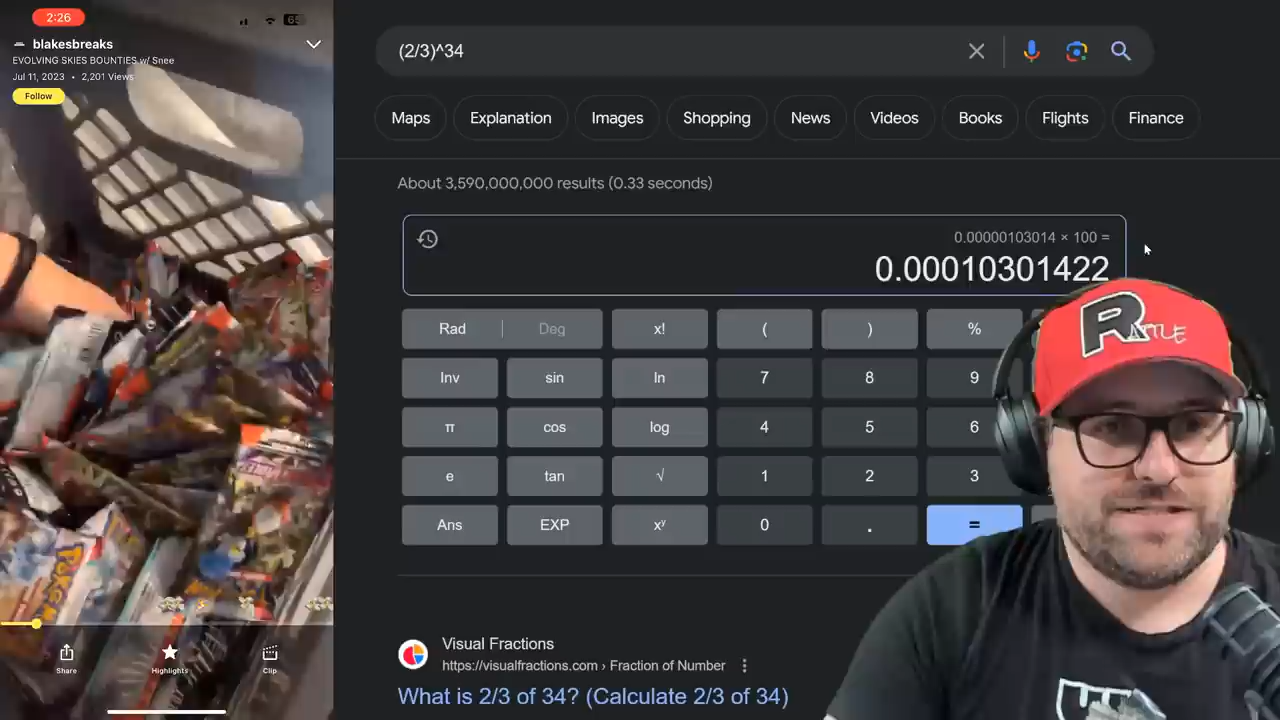 2:26
65
blakesbreaks
EVOLVING SKIES BOUNTIES w/ Snee
Jul 11, 2023 • 2,201 Views
Follow
Share
Highlights
Clip
(2/3)^34
Maps
Explanation
Images
Shopping
News
Videos
Books
Flights
Finance
About 3,590,000,000 results (0.33 seconds)
0.00000103014 × 100 =
0.00010301422
Rad
Deg
x!
(
)
%
Inv
sin
ln
7
8
9
π
cos
log
4
5
6
e
tan
√
1
2
3
Ans
EXP
xʸ
0
.
=
Visual Fractions
https://visualfractions.com › Fraction of Number
What is 2/3 of 34? (Calculate 2/3 of 34)